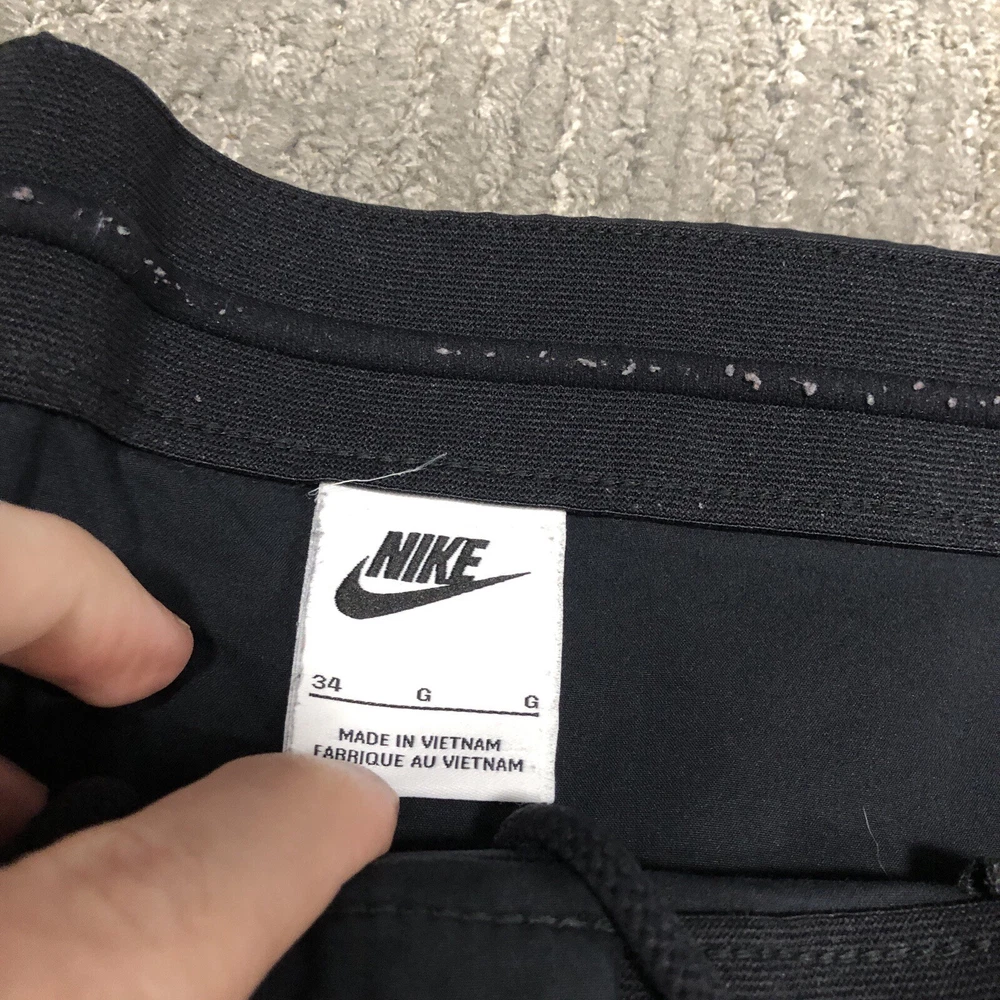 NIKE
34 G G
MADE IN VIETNAM
FABRIQUE AU VIETNAM